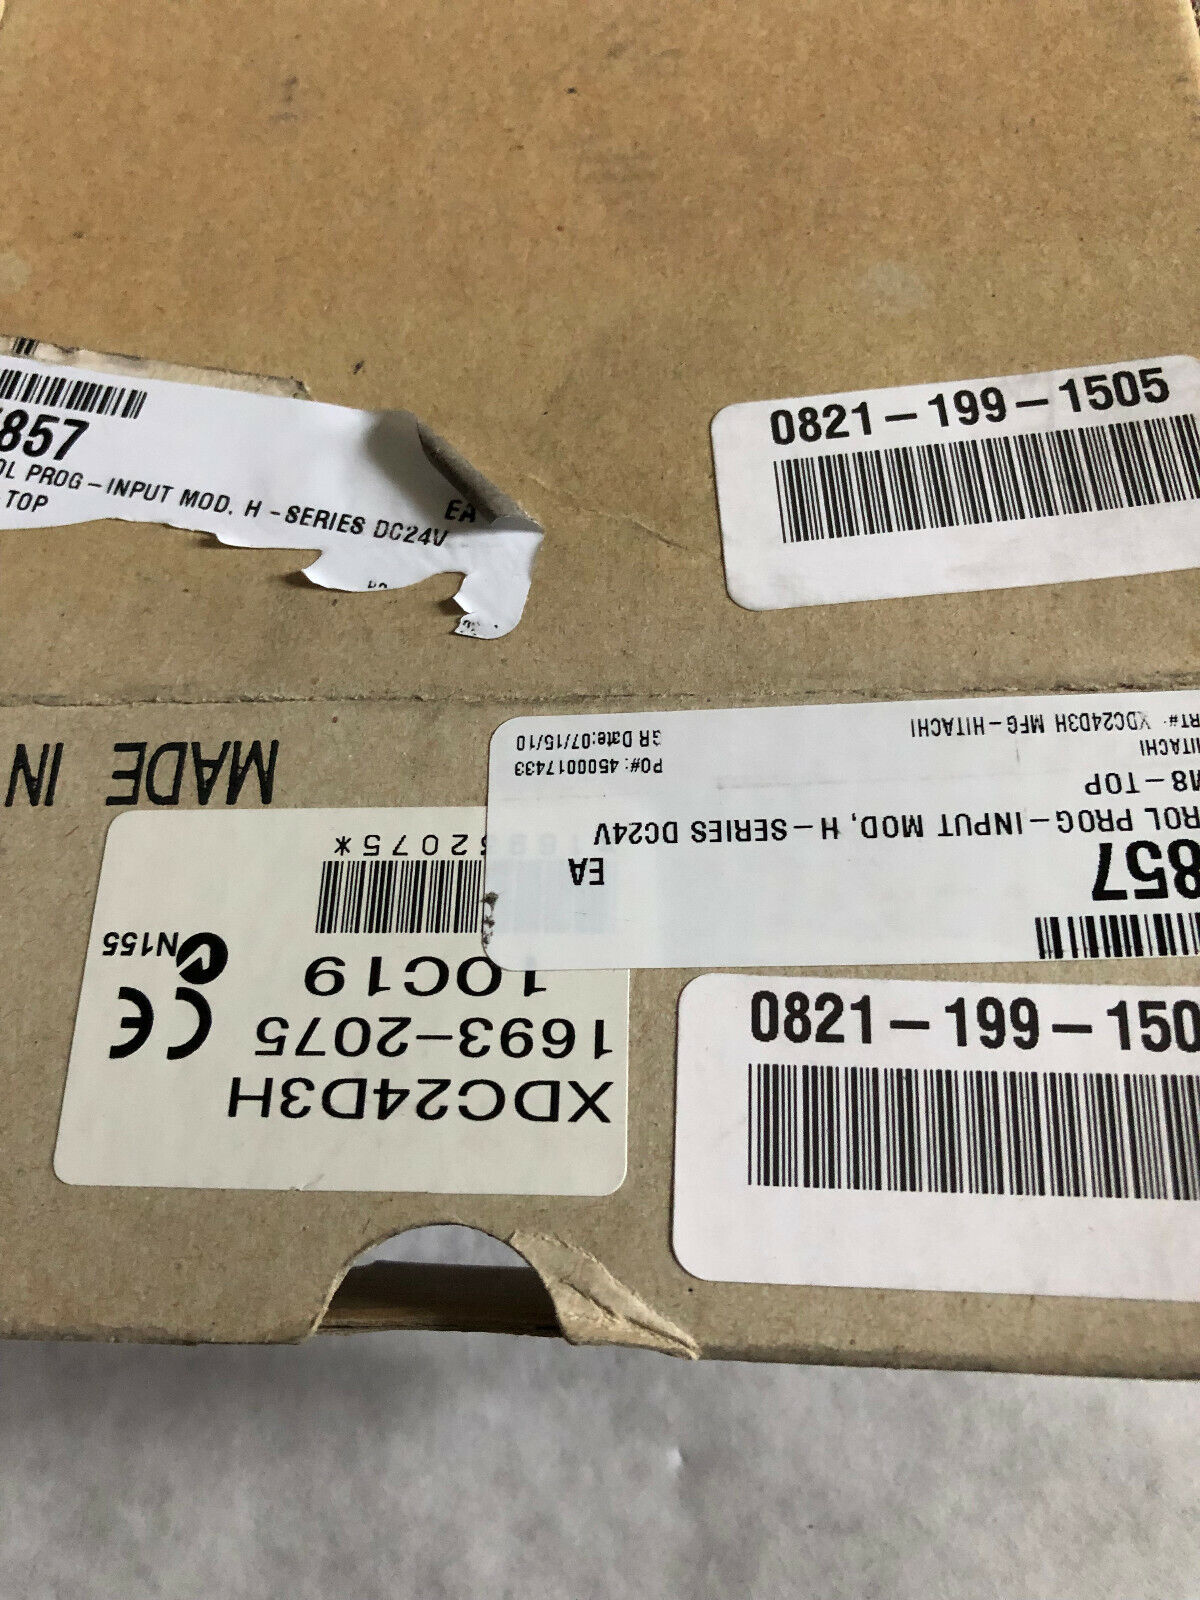 0821-199-1505
857
OL PROG-INPUT MOD, H-SERIES DC24V
-TOP
EA
MADE IN
XDC24D3H
1693-2075
10C19
2075*
CE
N155
857
EA
ROL PROG-INPUT MOD, H-SERIES DC24V
M8-TOP
HITACHI
RT#: XDC24D3H MFG-HITACHI
PO#: 4500017433
GR Date:07/15/10
0821-199-150